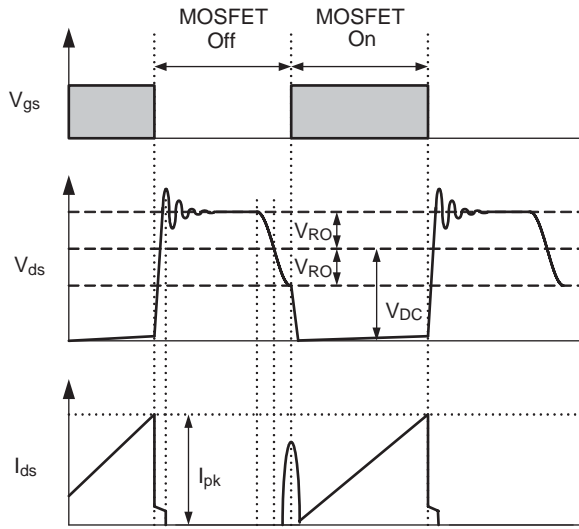 MOSFET
Off
MOSFET
On
Vgs
VRO
VRO
Vds
VDC
Ids
Ipk